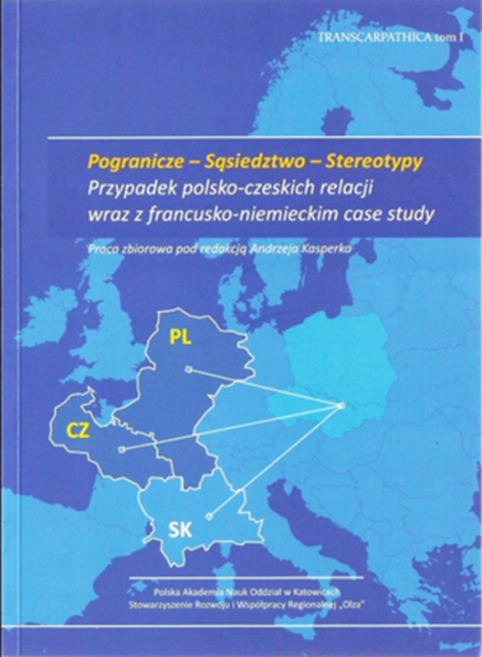 TRANSCARPATHICA tom I
Pogranicze – Sąsiedztwo – Stereotypy
Przypadek polsko-czeskich relacji
wraz z francusko-niemieckim case study
Praca zbiorowa pod redakcją Andrzeja Kasperka
PL
CZ
SK
Polska Akademia Nauk Oddział w Katowicach
Stowarzyszenie Rozwoju i Współpracy Regionalnej „Olza”